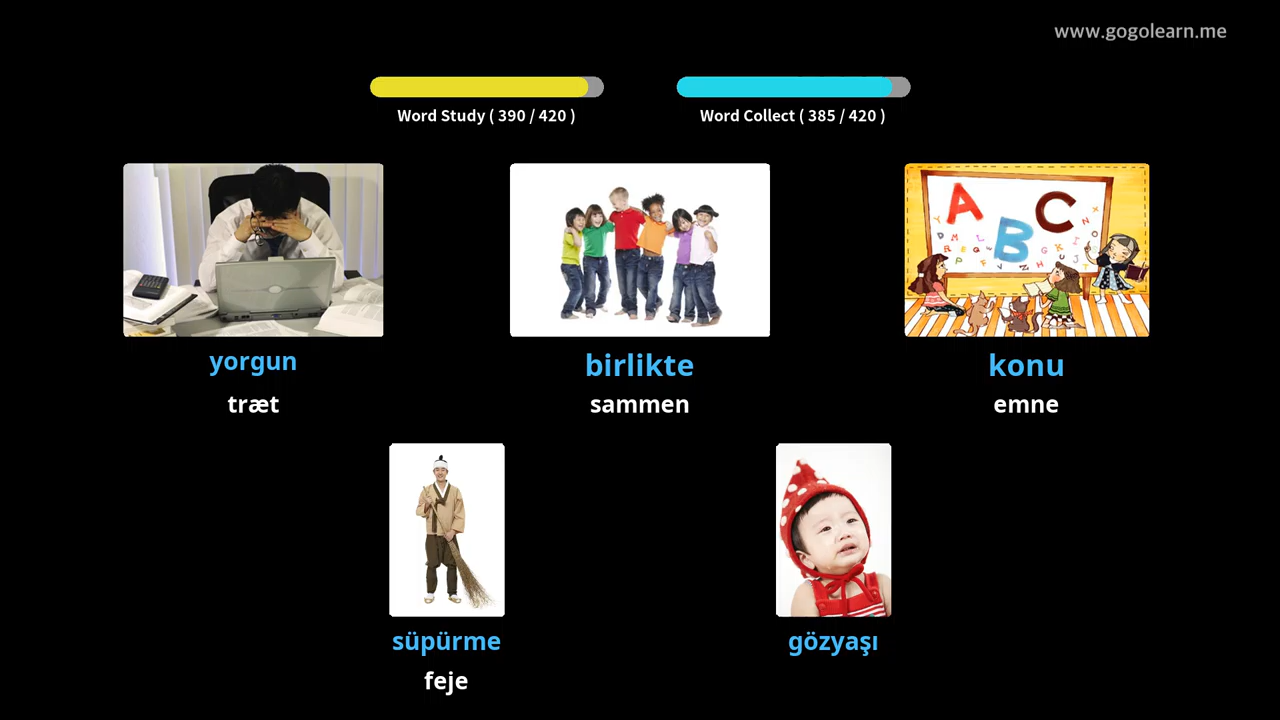 www.gogolearn.me
Word Study ( 390 / 420 )
Word Collect ( 385 / 420 )
A B C
yorgun
birlikte
konu
træt
sammen
emne
süpürme
gözyaşı
feje